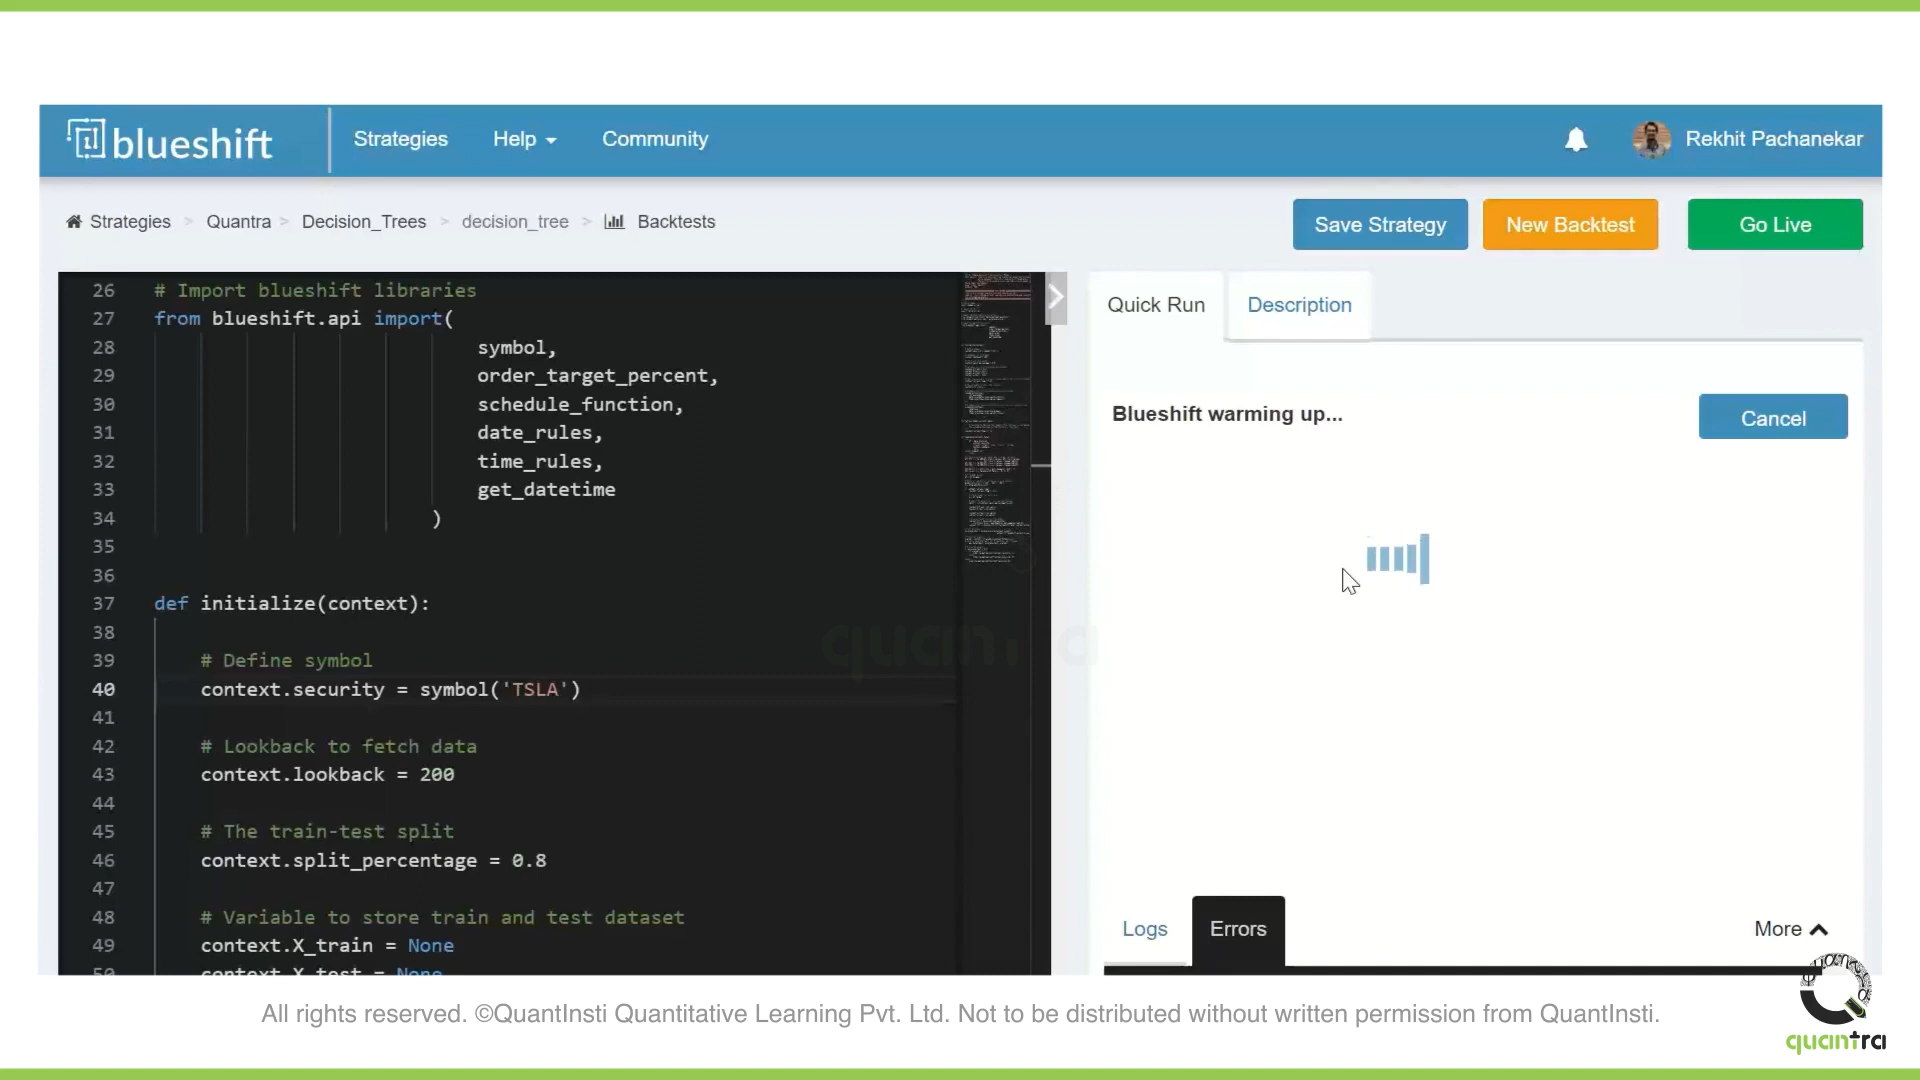 blueshift
Strategies
Help
Community
Rekhit Pachanekar
Strategies > Quantra > Decision_Trees > decision_tree > Backtests
Save Strategy
New Backtest
Go Live
26 # Import blueshift libraries
27 from blueshift.api import(
28 symbol,
29 order_target_percent,
30 schedule_function,
31 date_rules,
32 time_rules,
33 get_datetime
34 )
35
36
37 def initialize(context):
38
39 # Define symbol
40 context.security = symbol('TSLA')
41
42 # Lookback to fetch data
43 context.lookback = 200
44
45 # The train-test split
46 context.split_percentage = 0.8
47
48 # Variable to store train and test dataset
49 context.X_train = None
50 context.X_test = None
Quick Run
Description
Blueshift warming up...
Cancel
Logs
Errors
More
quantra
All rights reserved. ©QuantInsti Quantitative Learning Pvt. Ltd. Not to be distributed without written permission from QuantInsti.
quantra